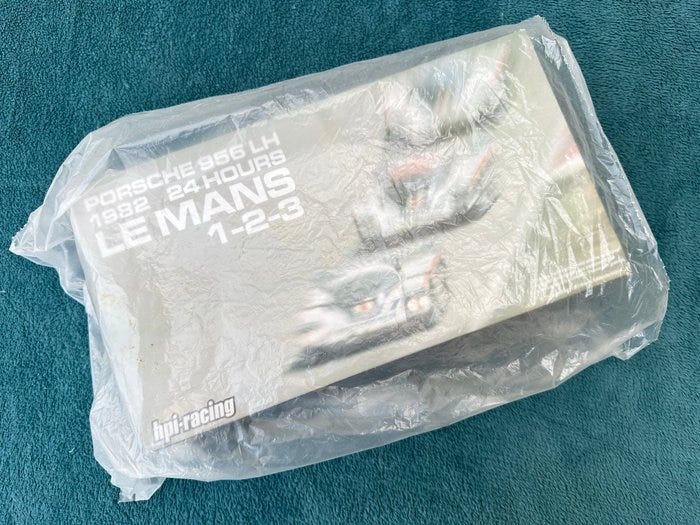 PORSCHE 956 LH
1982 24 HOURS
LE MANS
1-2-3
hpi-racing